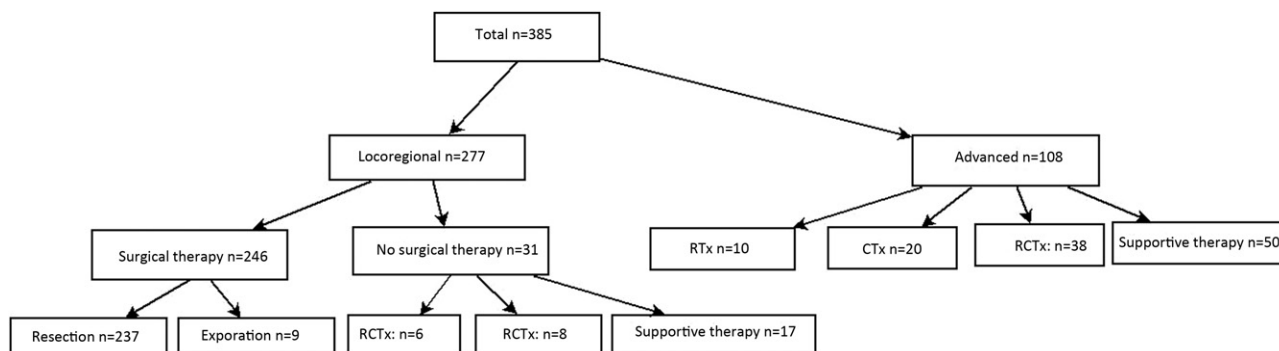 Total n=385
Locoregional n=277
Advanced n=108
Surgical therapy n=246
No surgical therapy n=31
RTx n=10
CTx n=20
RCTx: n=38
Supportive therapy n=50
Resection n=237
Exporation n=9
RCTx: n=6
RCTx: n=8
Supportive therapy n=17